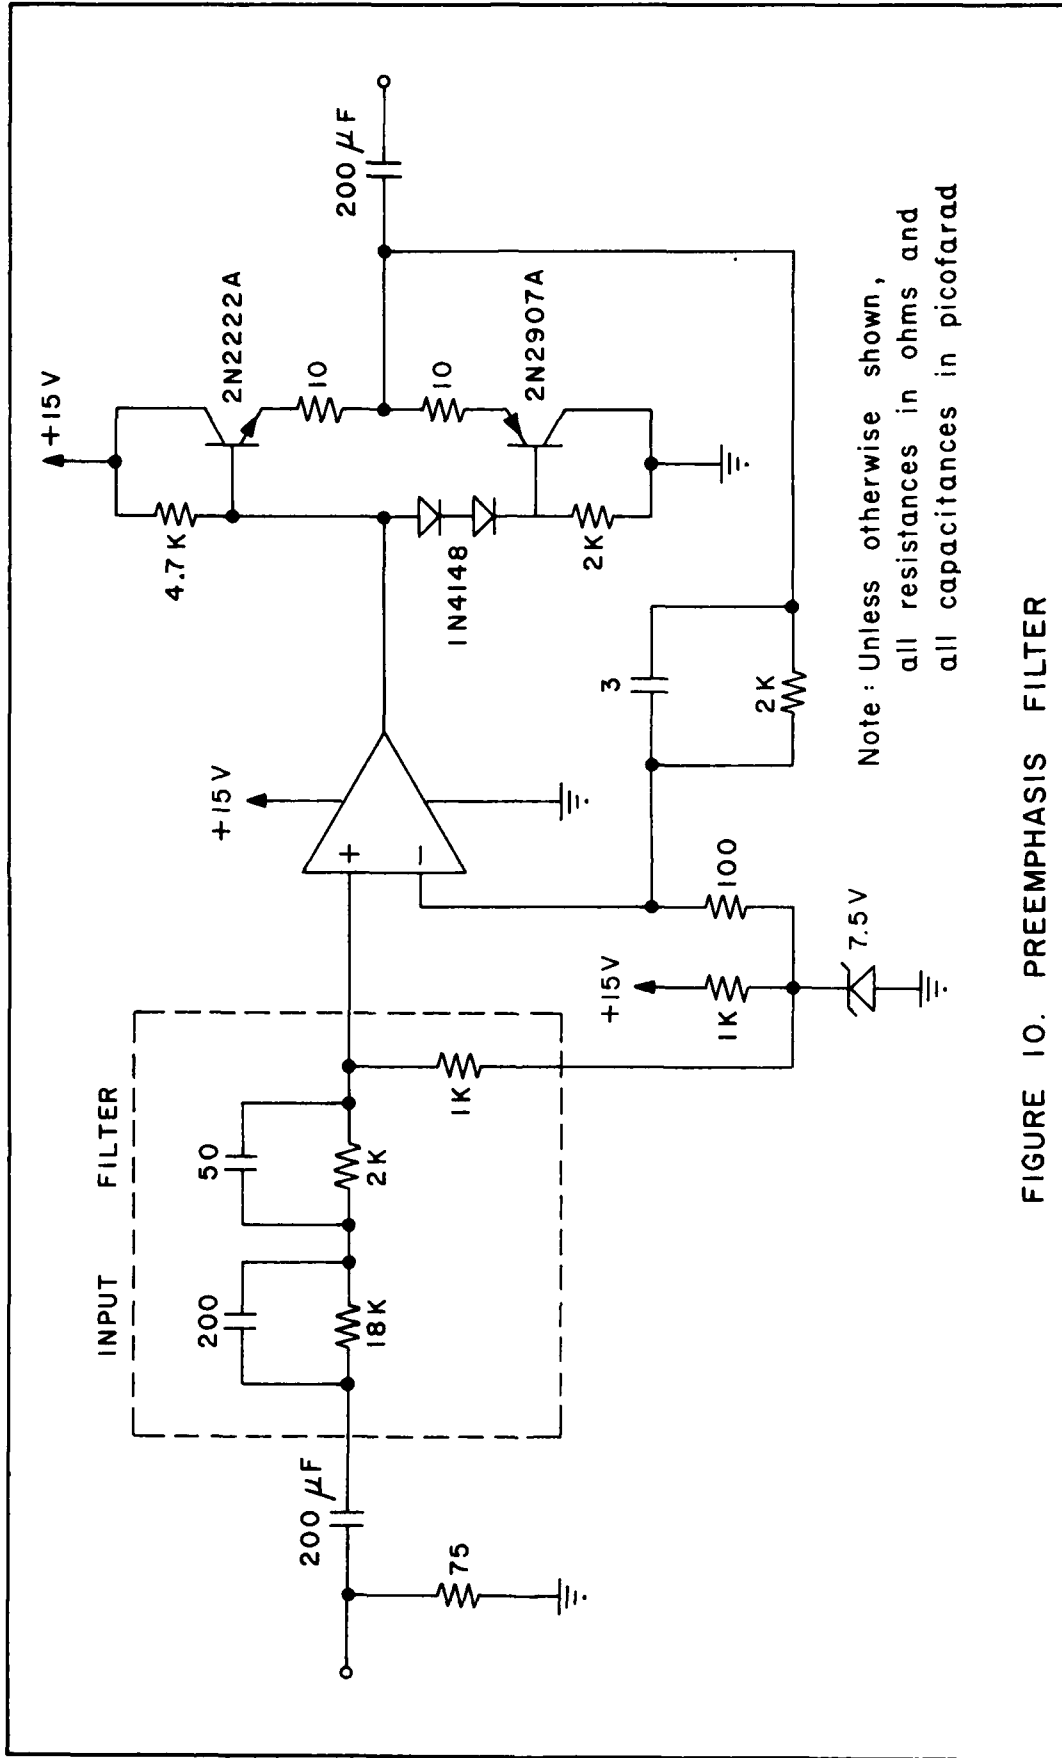 INPUT FILTER
200
50
18K
2K
1K
200 μF
75
+15V
1K
100
7.5V
+
−
+15V
3
2K
+15V
4.7K
2N2222A
10
10
1N4148
2N2907A
2K
200 μF
Note: Unless otherwise shown,
all resistances in ohms and
all capacitances in picofarad
FIGURE 10. PREEMPHASIS FILTER